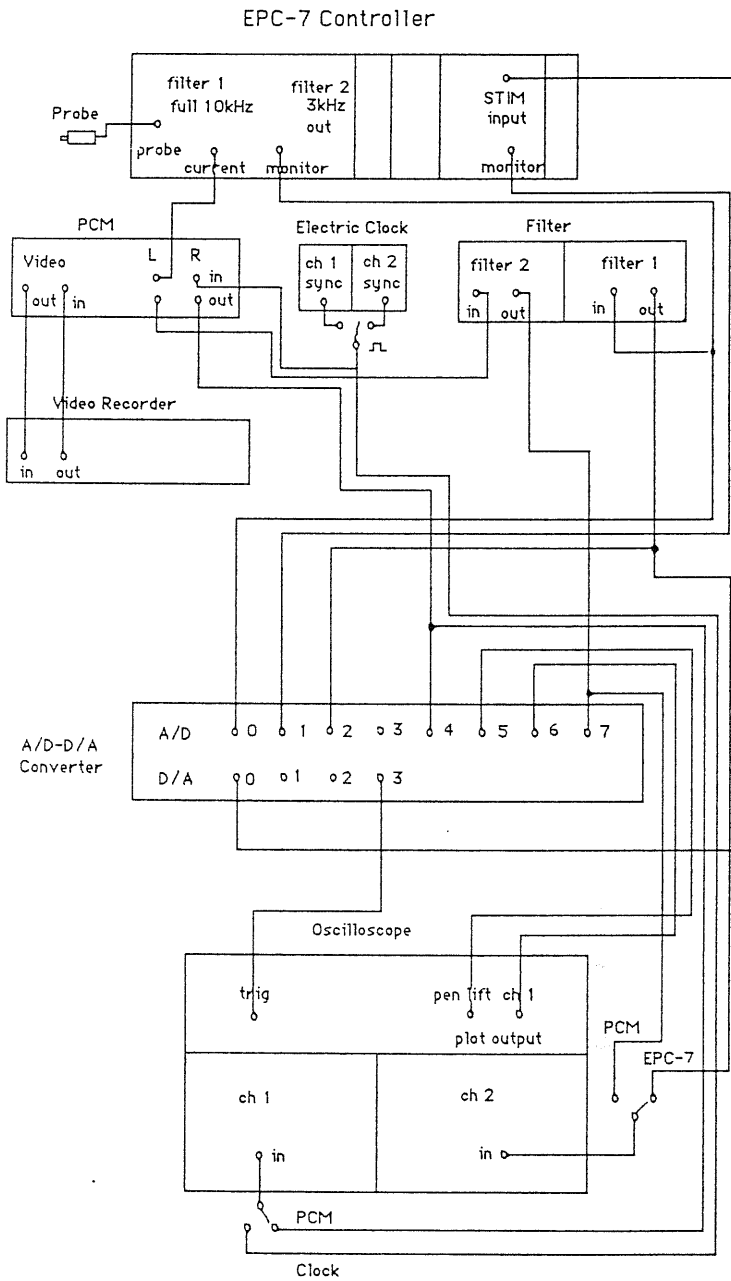 EPC-7 Controller
filter 1
full 10kHz
filter 2
3kHz
out
STIM
input
Probe
probe
current
monitor
monitor
PCM
Electric Clock
Filter
Video
L
R
in
out
in
out
ch 1
sync
ch 2
sync
filter 2
filter 1
in
out
in
out
Video Recorder
in
out
A/D-D/A
Converter
A/D
0
1
2
3
4
5
6
7
D/A
0
1
2
3
Oscilloscope
trig
pen lift
ch 1
plot output
PCM
EPC-7
ch 1
ch 2
in
in
PCM
Clock